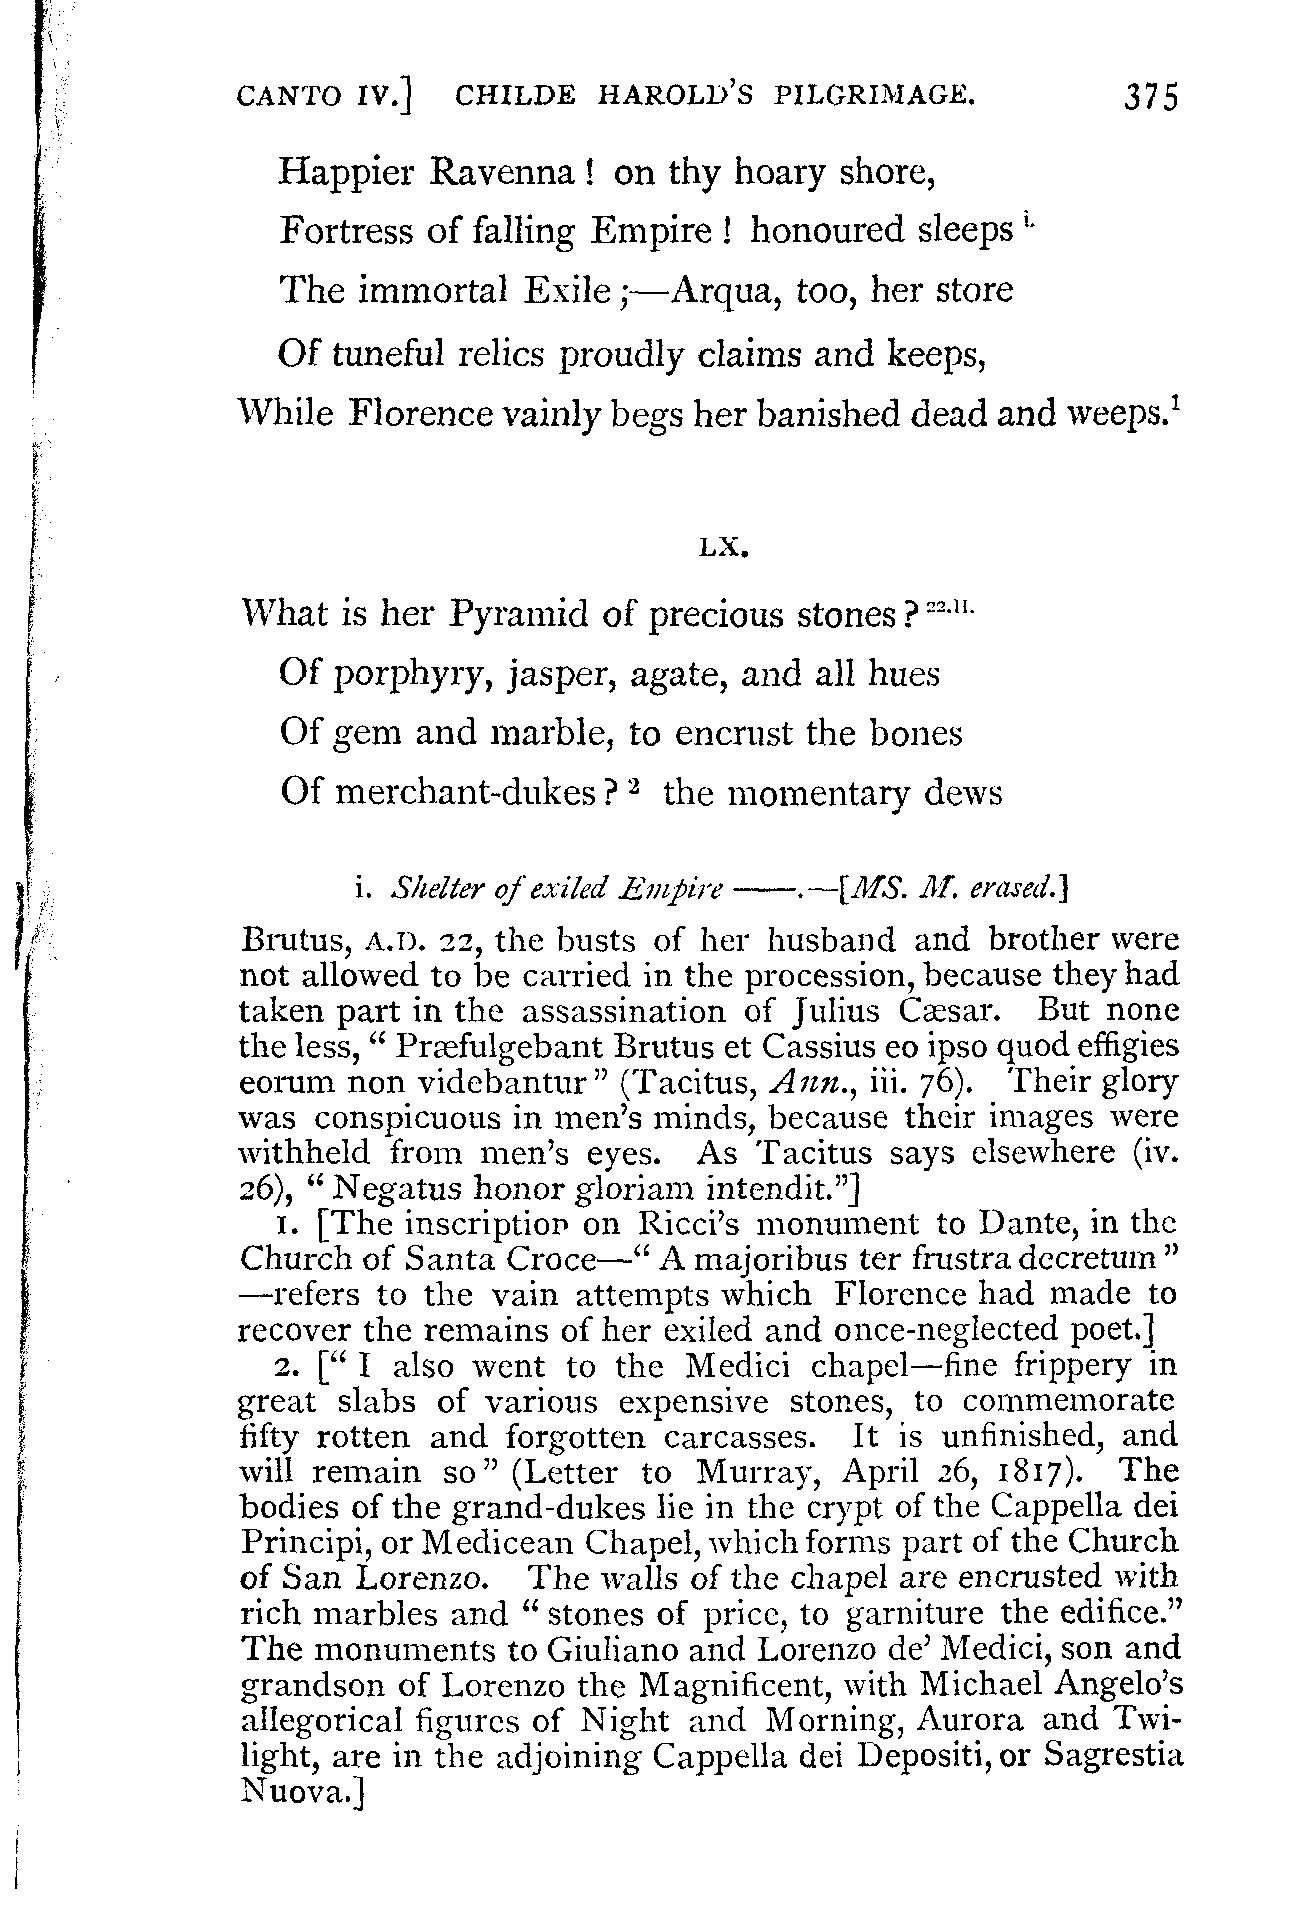 CANTO IV.] CHILDE HAROLD'S PILGRIMAGE. 375
Happier Ravenna! on thy hoary shore,
Fortress of falling Empire! honoured sleeps i.
The immortal Exile;—Arqua, too, her store
Of tuneful relics proudly claims and keeps,
While Florence vainly begs her banished dead and weeps.¹
LX.
What is her Pyramid of precious stones? 22.H.
Of porphyry, jasper, agate, and all hues
Of gem and marble, to encrust the bones
Of merchant-dukes? ² the momentary dews
i. Shelter of exiled Empire ——.—[MS. M. erased.]
Brutus, A.D. 22, the busts of her husband and brother were
not allowed to be carried in the procession, because they had
taken part in the assassination of Julius Cæsar. But none
the less, "Præfulgebant Brutus et Cassius eo ipso quod effigies
eorum non videbantur" (Tacitus, Ann., iii. 76). Their glory
was conspicuous in men's minds, because their images were
withheld from men's eyes. As Tacitus says elsewhere (iv.
26), "Negatus honor gloriam intendit."]
1. [The inscription on Ricci's monument to Dante, in the
Church of Santa Croce—"A majoribus ter frustra decretum"
—refers to the vain attempts which Florence had made to
recover the remains of her exiled and once-neglected poet.]
2. ["I also went to the Medici chapel—fine frippery in
great slabs of various expensive stones, to commemorate
fifty rotten and forgotten carcasses. It is unfinished, and
will remain so" (Letter to Murray, April 26, 1817). The
bodies of the grand-dukes lie in the crypt of the Cappella dei
Principi, or Medicean Chapel, which forms part of the Church
of San Lorenzo. The walls of the chapel are encrusted with
rich marbles and "stones of price, to garniture the edifice."
The monuments to Giuliano and Lorenzo de' Medici, son and
grandson of Lorenzo the Magnificent, with Michael Angelo's
allegorical figures of Night and Morning, Aurora and Twi-
light, are in the adjoining Cappella dei Depositi, or Sagrestia
Nuova.]